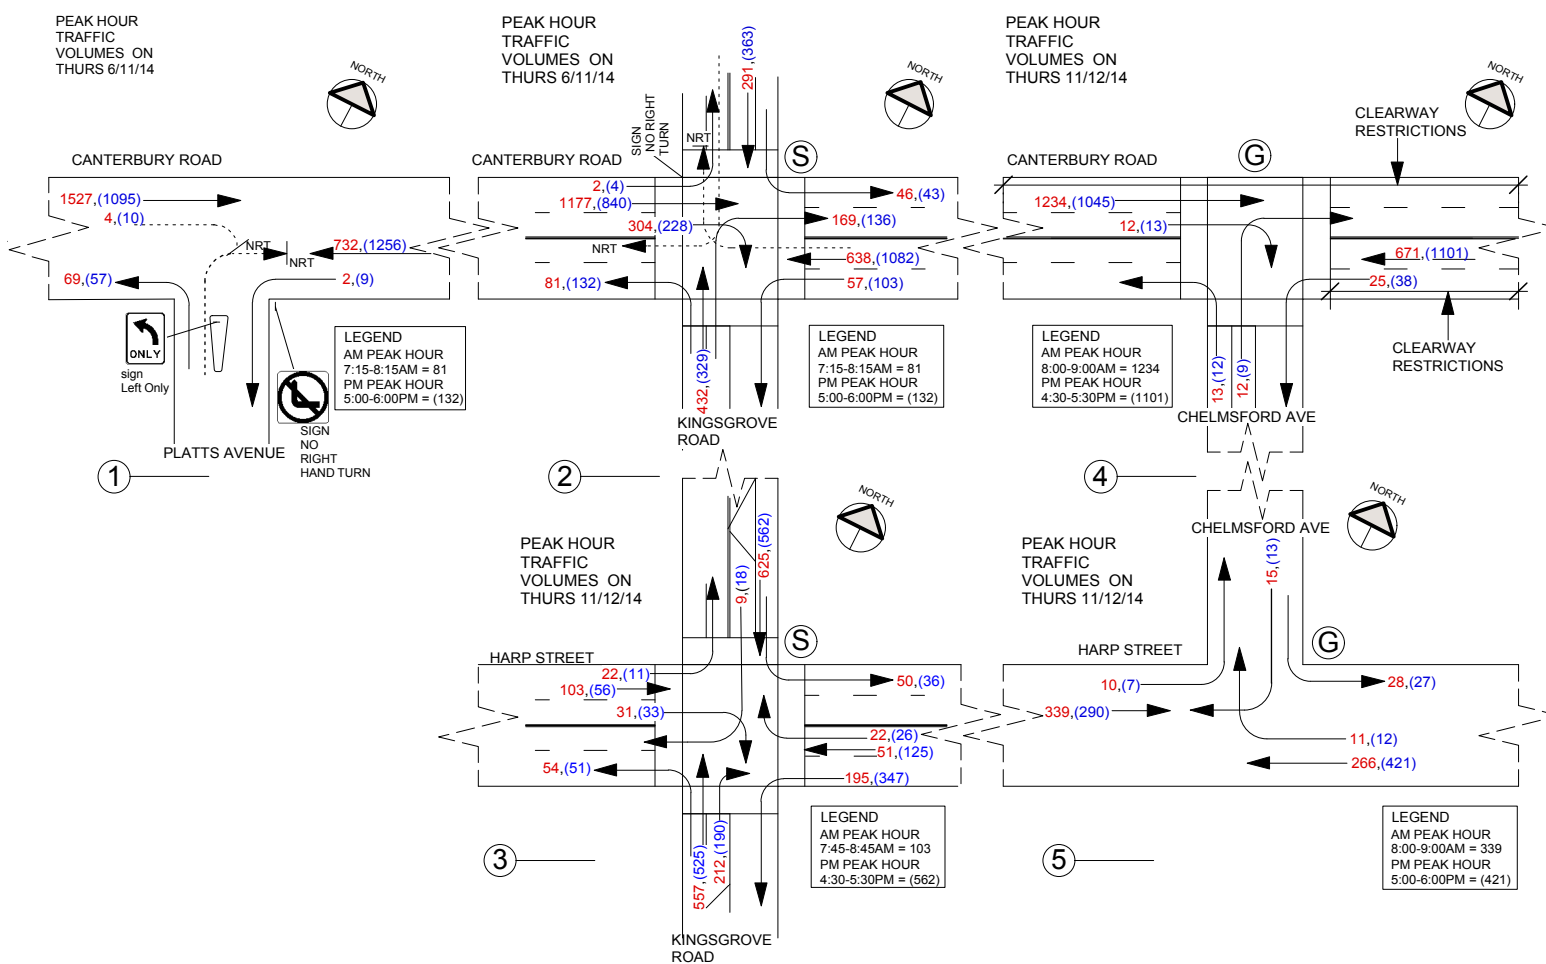 PEAK HOUR
TRAFFIC
VOLUMES ON
THURS 6/11/14
NORTH
CANTERBURY ROAD
1527,(1095)
4,(10)
NRT
NRT
732,(1256)
69,(57)
2,(9)
ONLY
sign
Left Only
LEGEND
AM PEAK HOUR
7:15-8:15AM = 81
PM PEAK HOUR
5:00-6:00PM = (132)
PLATTS AVENUE
SIGN
NO
RIGHT
HAND TURN
1
PEAK HOUR
TRAFFIC
VOLUMES ON
THURS 6/11/14
291,(363)
NORTH
SIGN
NO RIGHT
TURN
NRT
S
CANTERBURY ROAD
2,(4)
1177,(840)
304,(228)
NRT
46,(43)
169,(136)
638,(1082)
81,(132)
57,(103)
432,(329)
LEGEND
AM PEAK HOUR
7:15-8:15AM = 81
PM PEAK HOUR
5:00-6:00PM = (132)
KINGSGROVE
ROAD
2
PEAK HOUR
TRAFFIC
VOLUMES ON
THURS 11/12/14
NORTH
CLEARWAY
RESTRICTIONS
G
CANTERBURY ROAD
1234,(1045)
12,(13)
671,(1101)
25,(38)
LEGEND
AM PEAK HOUR
8:00-9:00AM = 1234
PM PEAK HOUR
4:30-5:30PM = (1101)
13,(12)
12,(9)
CLEARWAY
RESTRICTIONS
CHELMSFORD AVE
4
PEAK HOUR
TRAFFIC
VOLUMES ON
THURS 11/12/14
9,(18)
625,(562)
NORTH
S
HARP STREET
22,(11)
103,(56)
31,(33)
50,(36)
22,(26)
51,(125)
54,(51)
195,(347)
557,(525)
212,(190)
LEGEND
AM PEAK HOUR
7:45-8:45AM = 103
PM PEAK HOUR
4:30-5:30PM = (562)
3
KINGSGROVE
ROAD
CHELMSFORD AVE
NORTH
PEAK HOUR
TRAFFIC
VOLUMES ON
THURS 11/12/14
15,(13)
G
HARP STREET
10,(7)
339,(290)
28,(27)
11,(12)
266,(421)
LEGEND
AM PEAK HOUR
8:00-9:00AM = 339
PM PEAK HOUR
5:00-6:00PM = (421)
5